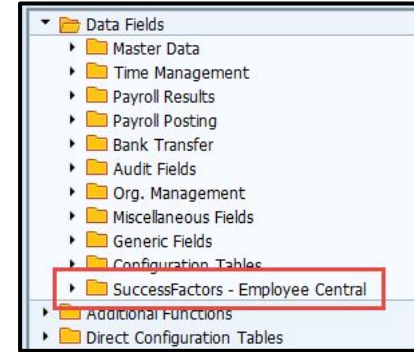 Data Fields
Master Data
Time Management
Payroll Results
Payroll Posting
Bank Transfer
Audit Fields
Org. Management
Miscellaneous Fields
Generic Fields
Configuration Tables
SuccessFactors - Employee Central
Additional Functions
Direct Configuration Tables